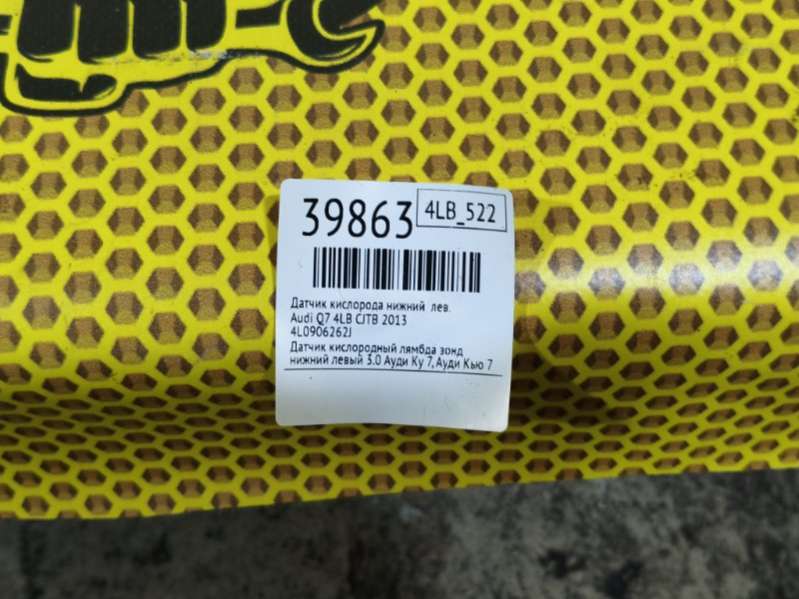 39863 4LB_522
Датчик кислорода нижний лев.
Audi Q7 4LB CJTB 2013
4L0906262J
Датчик кислородный лямбда зонд
нижний левый 3.0 Ауди Ку 7,Ауди Кью 7